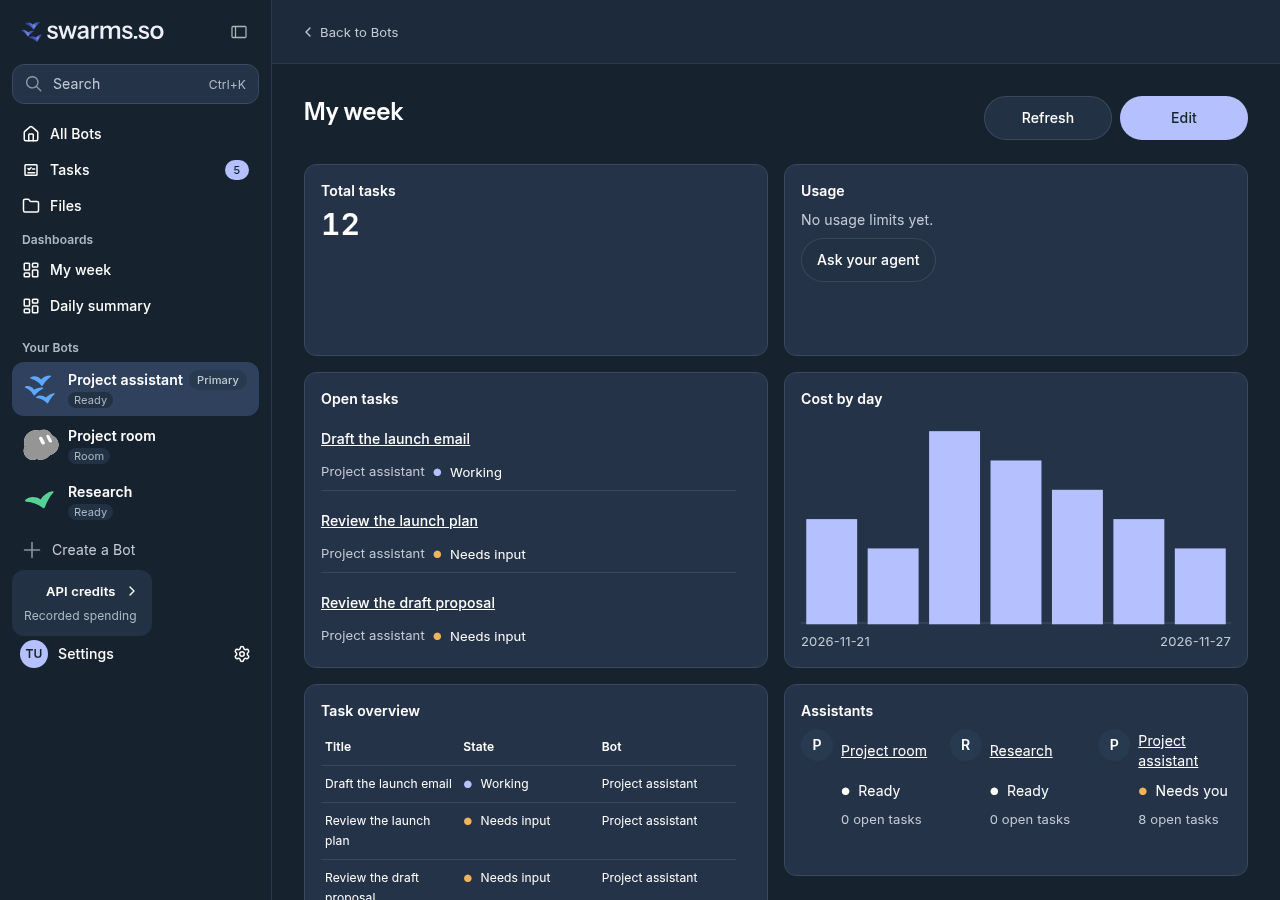 swarms.so
Search Ctrl+K
All Bots
Tasks 5
Files
Dashboards
My week
Daily summary
Your Bots
Project assistant Primary
Ready
Project room
Room
Research
Ready
Create a Bot
API credits
Recorded spending
TU Settings
Back to Bots
My week
Refresh Edit
Total tasks
12
Usage
No usage limits yet.
Ask your agent
Open tasks
Draft the launch email
Project assistant Working
Review the launch plan
Project assistant Needs input
Review the draft proposal
Project assistant Needs input
Cost by day
2026-11-21 2026-11-27
Task overview
Title State Bot
Draft the launch email Working Project assistant
Review the launch
plan
Needs input Project assistant
Review the draft
proposal
Needs input Project assistant
Assistants
P Project room
Ready
0 open tasks
R Research
Ready
0 open tasks
P Project
assistant
Needs you
8 open tasks